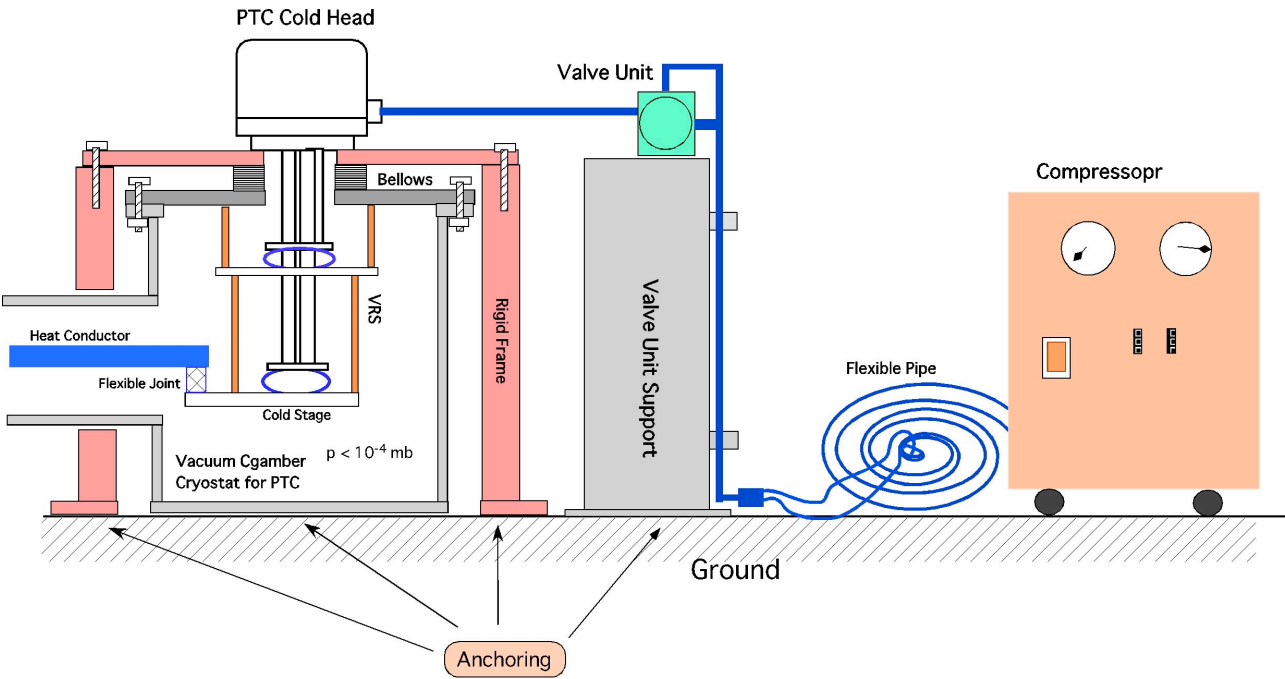 PTC Cold Head
Valve Unit
Bellows
Compressopr
VRS
Rigid Frame
Valve Unit Support
Heat Conductor
Flexible Joint
Flexible Pipe
Cold Stage
p < 10⁻⁴ mb
Vacuum Cgamber
Cryostat for PTC
Ground
Anchoring